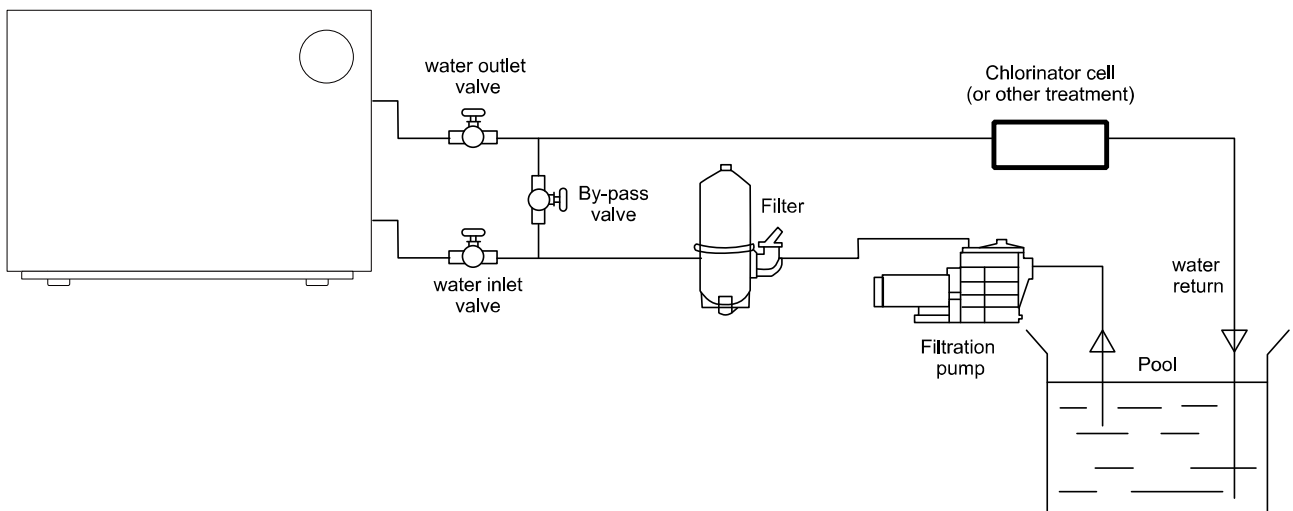 water outlet
valve
Chlorinator cell
(or other treatment)
By-pass
valve
Filter
water inlet
valve
water
return
Filtration
pump
Pool